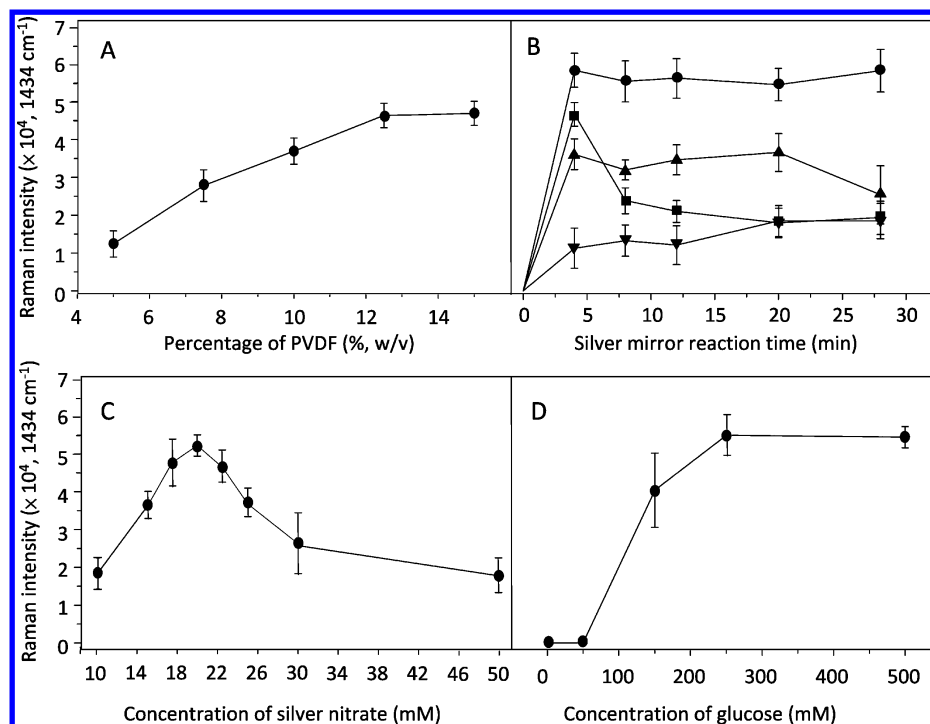 A
B
Raman intensity (× 10⁴, 1434 cm⁻¹)
7
6
5
4
3
2
1
0
4 6 8 10 12 14
Percentage of PVDF (%, w/v)
0 5 10 15 20 25 30
Silver mirror reaction time (min)
C
D
Raman intensity (× 10⁴, 1434 cm⁻¹)
7
6
5
4
3
2
1
0
10 14 18 22 26 30 34 38 42 46 50
Concentration of silver nitrate (mM)
0 100 200 300 400 500
Concentration of glucose (mM)